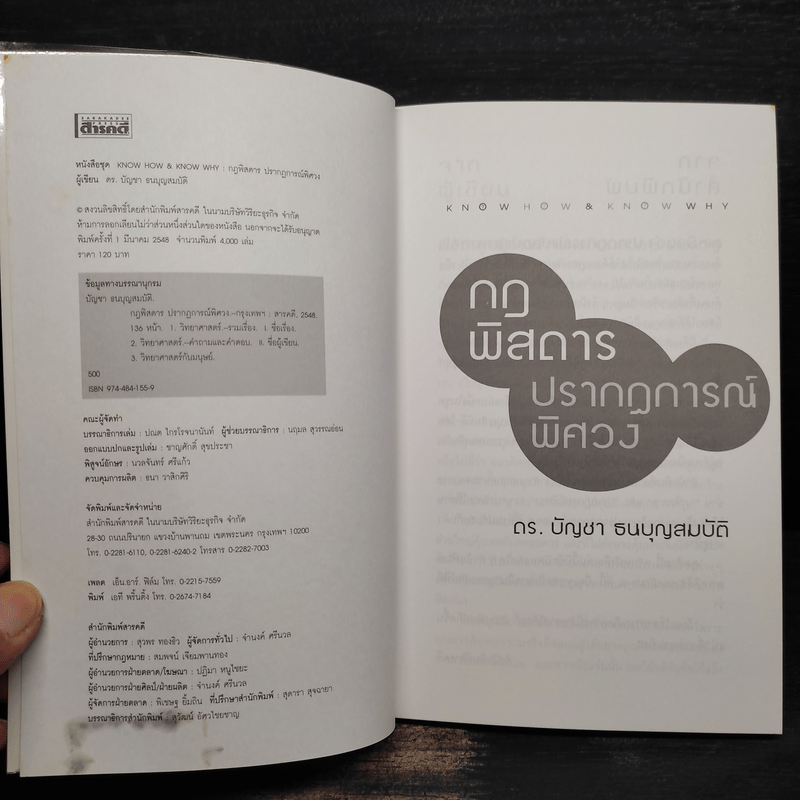 SARAKADEE
PRESS
สารคดี
หนังสือชุด KNOW HOW & KNOW WHY : กฎพิสดาร ปรากฏการณ์พิศวง
ผู้เขียน ดร. บัญชา ธนบุญสมบัติ
© สงวนลิขสิทธิ์โดยสำนักพิมพ์สารคดี ในนามบริษัทวิริยะธุรกิจ จำกัด
ห้ามการลอกเลียนไม่ว่าส่วนหนึ่งส่วนใดของหนังสือ นอกจากจะได้รับอนุญาต
พิมพ์ครั้งที่ 1 มีนาคม 2548 จำนวนพิมพ์ 4,000 เล่ม
ราคา 120 บาท
ข้อมูลทางบรรณานุกรม
บัญชา ธนบุญสมบัติ.
กฎพิสดาร ปรากฏการณ์พิศวง.--กรุงเทพฯ : สารคดี, 2548.
136 หน้า. 1. วิทยาศาสตร์--รวมเรื่อง. I. ชื่อเรื่อง.
2. วิทยาศาสตร์--คำถามและคำตอบ. II. ชื่อผู้เขียน.
3. วิทยาศาสตร์กับมนุษย์.
500
ISBN 974-484-155-9
คณะผู้จัดทำ
บรรณาธิการเล่ม : ปณต ไกรโรจนานันท์ ผู้ช่วยบรรณาธิการ : นฤมล สุวรรณอ่อน
ออกแบบปกและรูปเล่ม : ชาญศักดิ์ สุขประชา
พิสูจน์อักษร : นวลจันทร์ ศรีแก้ว
ควบคุมการผลิต : ธนา วาสิกศิริ
จัดพิมพ์และจัดจำหน่าย
สำนักพิมพ์สารคดี ในนามบริษัทวิริยะธุรกิจ จำกัด
28-30 ถนนปรินายก แขวงบ้านพานถม เขตพระนคร กรุงเทพฯ 10200
โทร. 0-2281-6110, 0-2281-6240-2 โทรสาร 0-2282-7003
เพลต เอ็น.อาร์. ฟิล์ม โทร. 0-2215-7559
พิมพ์ เอที พริ้นติ้ง โทร. 0-2674-7184
สำนักพิมพ์สารคดี
ผู้อำนวยการ : สุวพร ทองธิว ผู้จัดการทั่วไป : จำนงค์ ศรีนวล
ที่ปรึกษากฎหมาย : สมพจน์ เจียมพานทอง
ผู้อำนวยการฝ่ายตลาด/โฆษณา : ปฏิมา หนูไชยะ
ผู้อำนวยการฝ่ายศิลป์/ฝ่ายผลิต : จำนงค์ ศรีนวล
ผู้จัดการฝ่ายตลาด : พิเชษฐ ยิ้มถิน ที่ปรึกษาสำนักพิมพ์ : สุดารา สุจฉายา
บรรณาธิการสำนักพิมพ์ : สุวัฒน์ อัศวไชยชาญ
KNOW HOW & KNOW WHY
กฎ
พิสดาร
ปรากฏการณ์
พิศวง
ดร. บัญชา ธนบุญสมบัติ